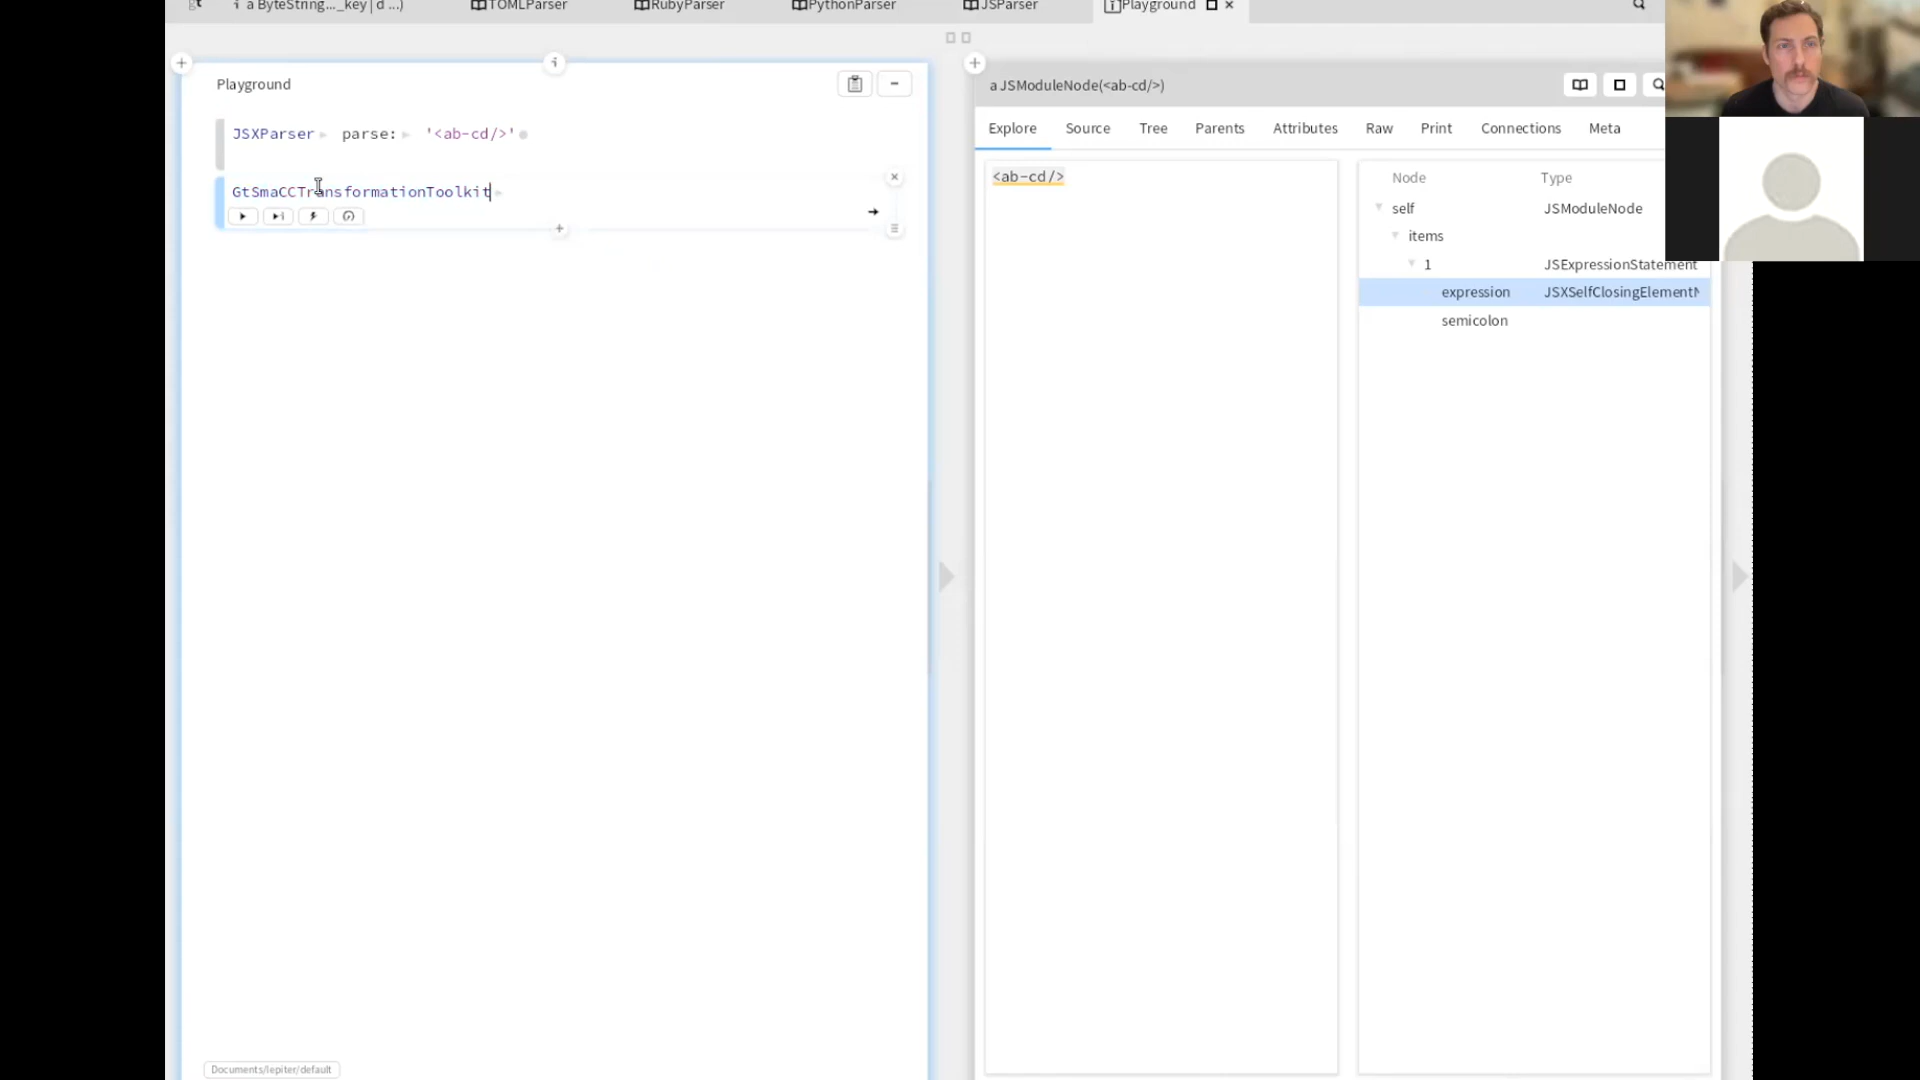 a ByteString..._key | d ...)
TOMLParser
RubyParser
PythonParser
JSParser
Playground
Playground
JSXParser parse: '<ab-cd/>'
GtSmaCCTransformationToolkit
Documents/lepiter/default
a JSModuleNode(<ab-cd/>)
Explore Source Tree Parents Attributes Raw Print Connections Meta
<ab-cd/>
Node Type
self JSModuleNode
items
1 JSExpressionStatement
expression JSXSelfClosingElement
semicolon